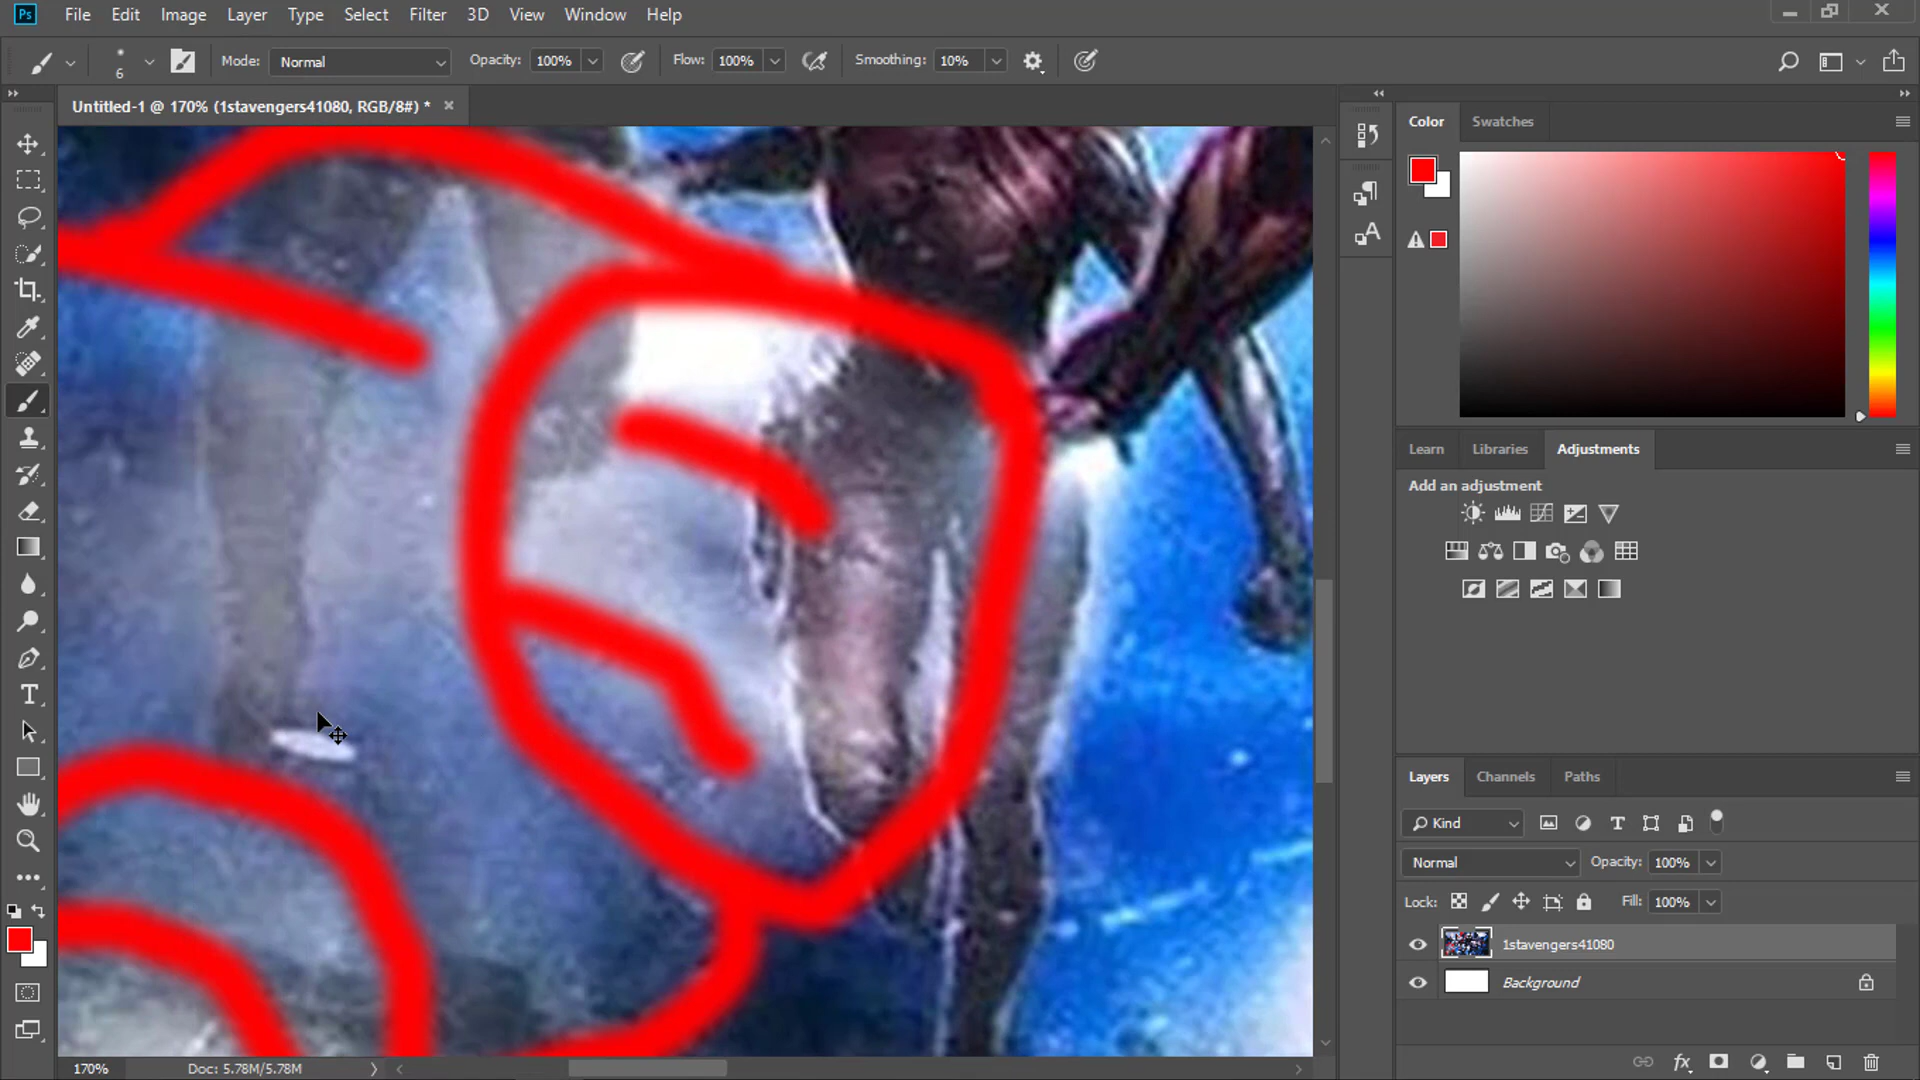 Ps File Edit Image Layer Type Select Filter 3D View Window Help
6 Mode: Normal Opacity: 100% Flow: 100% Smoothing: 10%
Untitled-1 @ 170% (1stavengers41080, RGB/8#) * ×
Color Swatches
Learn Libraries Adjustments
Add an adjustment
Layers Channels Paths
Kind
Normal Opacity: 100%
Lock: Fill: 100%
1stavengers41080
Background
170% Doc: 5.78M/5.78M